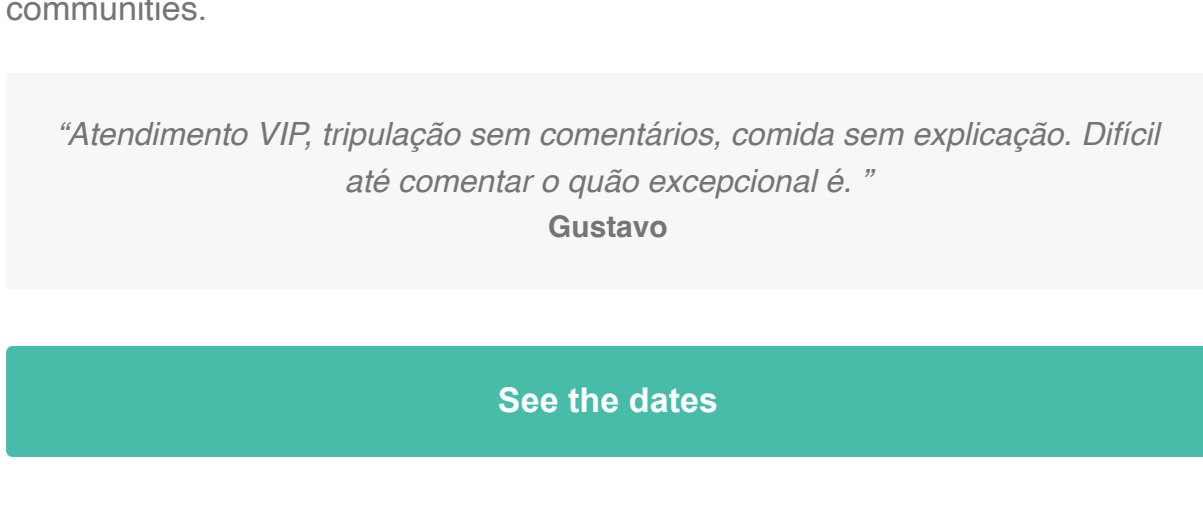 communities.
“Atendimento VIP, tripulação sem comentários, comida sem explicação. Difícil
até comentar o quão excepcional é. ”
Gustavo
See the dates